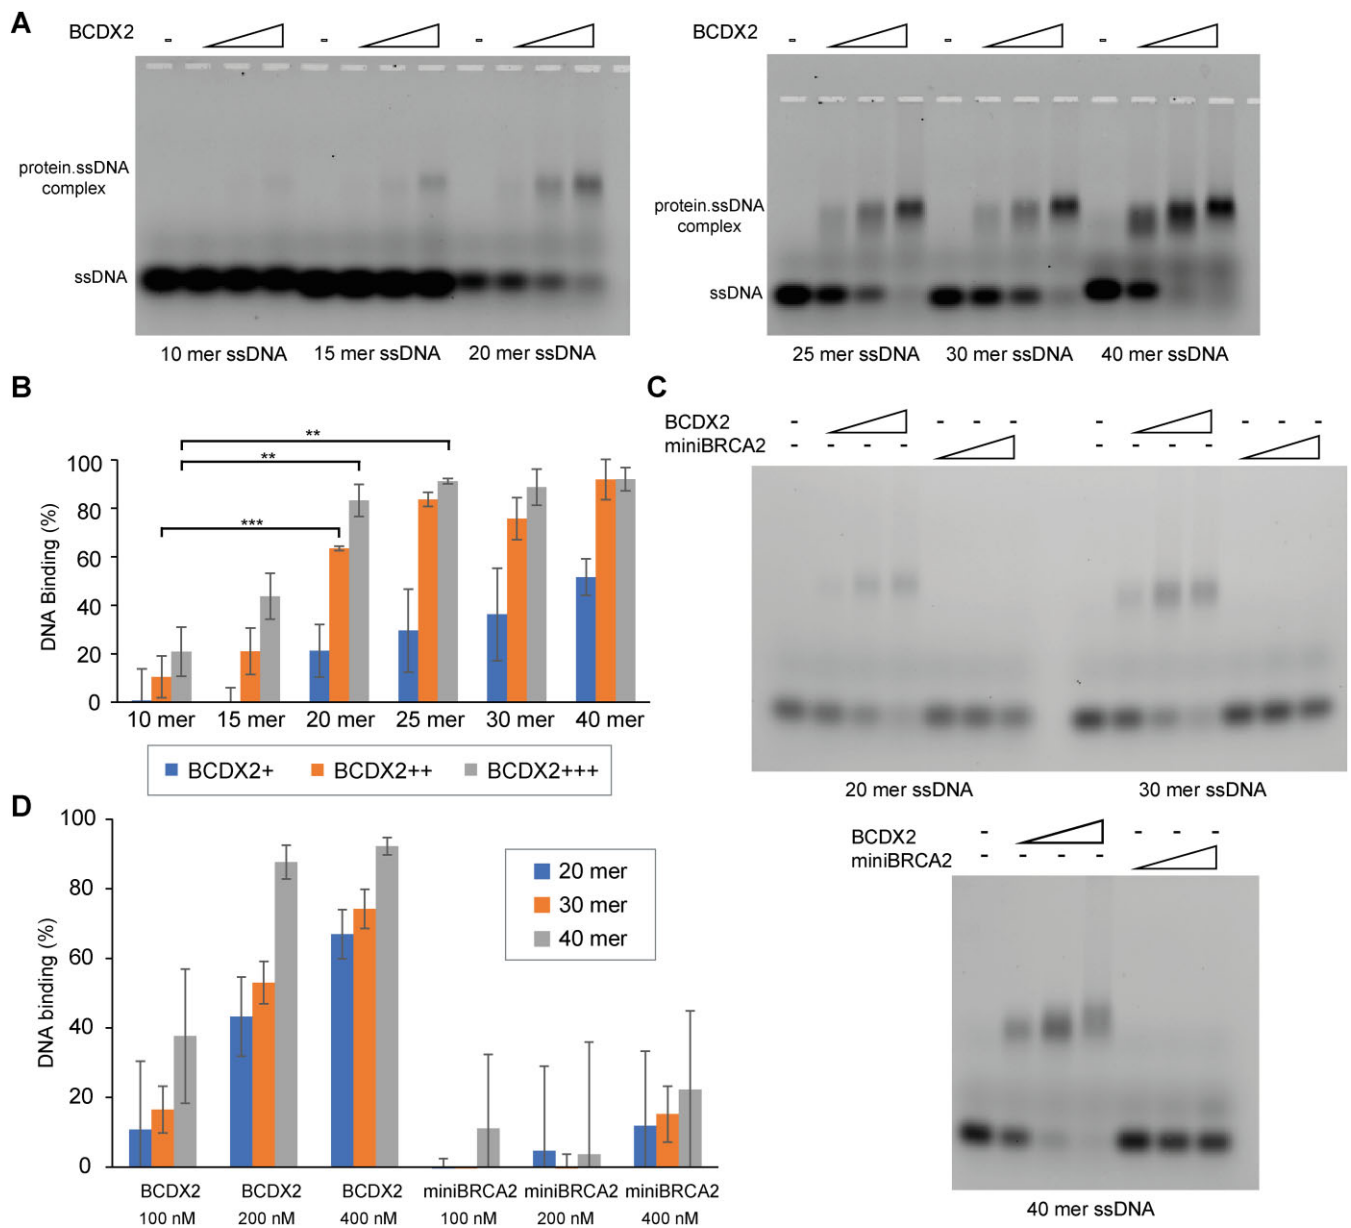 A
BCDX2
- - -
protein.ssDNA
complex
ssDNA
10 mer ssDNA 15 mer ssDNA 20 mer ssDNA
BCDX2
- - -
protein.ssDNA
complex
ssDNA
25 mer ssDNA 30 mer ssDNA 40 mer ssDNA
B
**
**
***
DNA Binding (%)
100
80
60
40
20
0
10 mer 15 mer 20 mer 25 mer 30 mer 40 mer
BCDX2+ BCDX2++ BCDX2+++
C
BCDX2 - - - - - - - -
miniBRCA2 - - - - - - - -
20 mer ssDNA 30 mer ssDNA
BCDX2 - - - -
miniBRCA2 - - - -
40 mer ssDNA
D
DNA binding (%)
100
80
60
40
20
0
20 mer
30 mer
40 mer
BCDX2 BCDX2 BCDX2 miniBRCA2 miniBRCA2 miniBRCA2
100 nM 200 nM 400 nM 100 nM 200 nM 400 nM